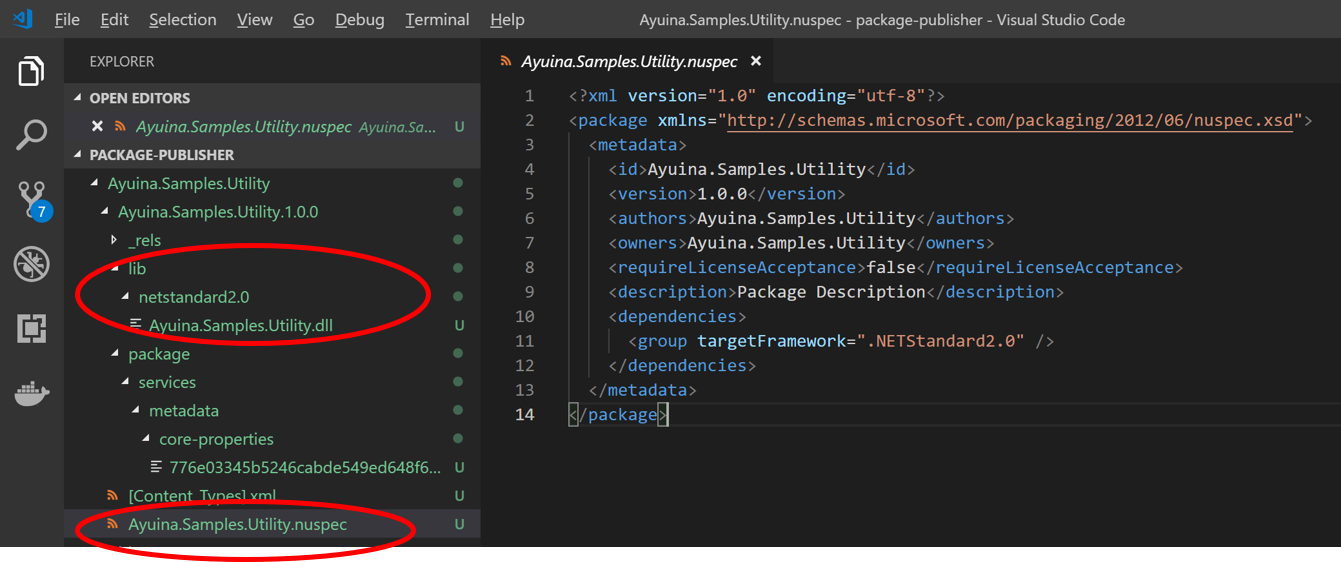 File Edit Selection View Go Debug Terminal Help Ayuina.Samples.Utility.nuspec - package-publisher - Visual Studio Code
EXPLORER
OPEN EDITORS
Ayuina.Samples.Utility.nuspec Ayuina.Sa... U
PACKAGE-PUBLISHER
Ayuina.Samples.Utility
Ayuina.Samples.Utility.1.0.0
_rels
lib
netstandard2.0
Ayuina.Samples.Utility.dll U
package
services
metadata
core-properties
776e03345b5246cabde549ed648f6... U
[Content_Types].xml U
Ayuina.Samples.Utility.nuspec U
7
Ayuina.Samples.Utility.nuspec
1 <?xml version="1.0" encoding="utf-8"?>
2 <package xmlns="http://schemas.microsoft.com/packaging/2012/06/nuspec.xsd">
3 <metadata>
4 <id>Ayuina.Samples.Utility</id>
5 <version>1.0.0</version>
6 <authors>Ayuina.Samples.Utility</authors>
7 <owners>Ayuina.Samples.Utility</owners>
8 <requireLicenseAcceptance>false</requireLicenseAcceptance>
9 <description>Package Description</description>
10 <dependencies>
11 <group targetFramework=".NETStandard2.0" />
12 </dependencies>
13 </metadata>
14 </package>